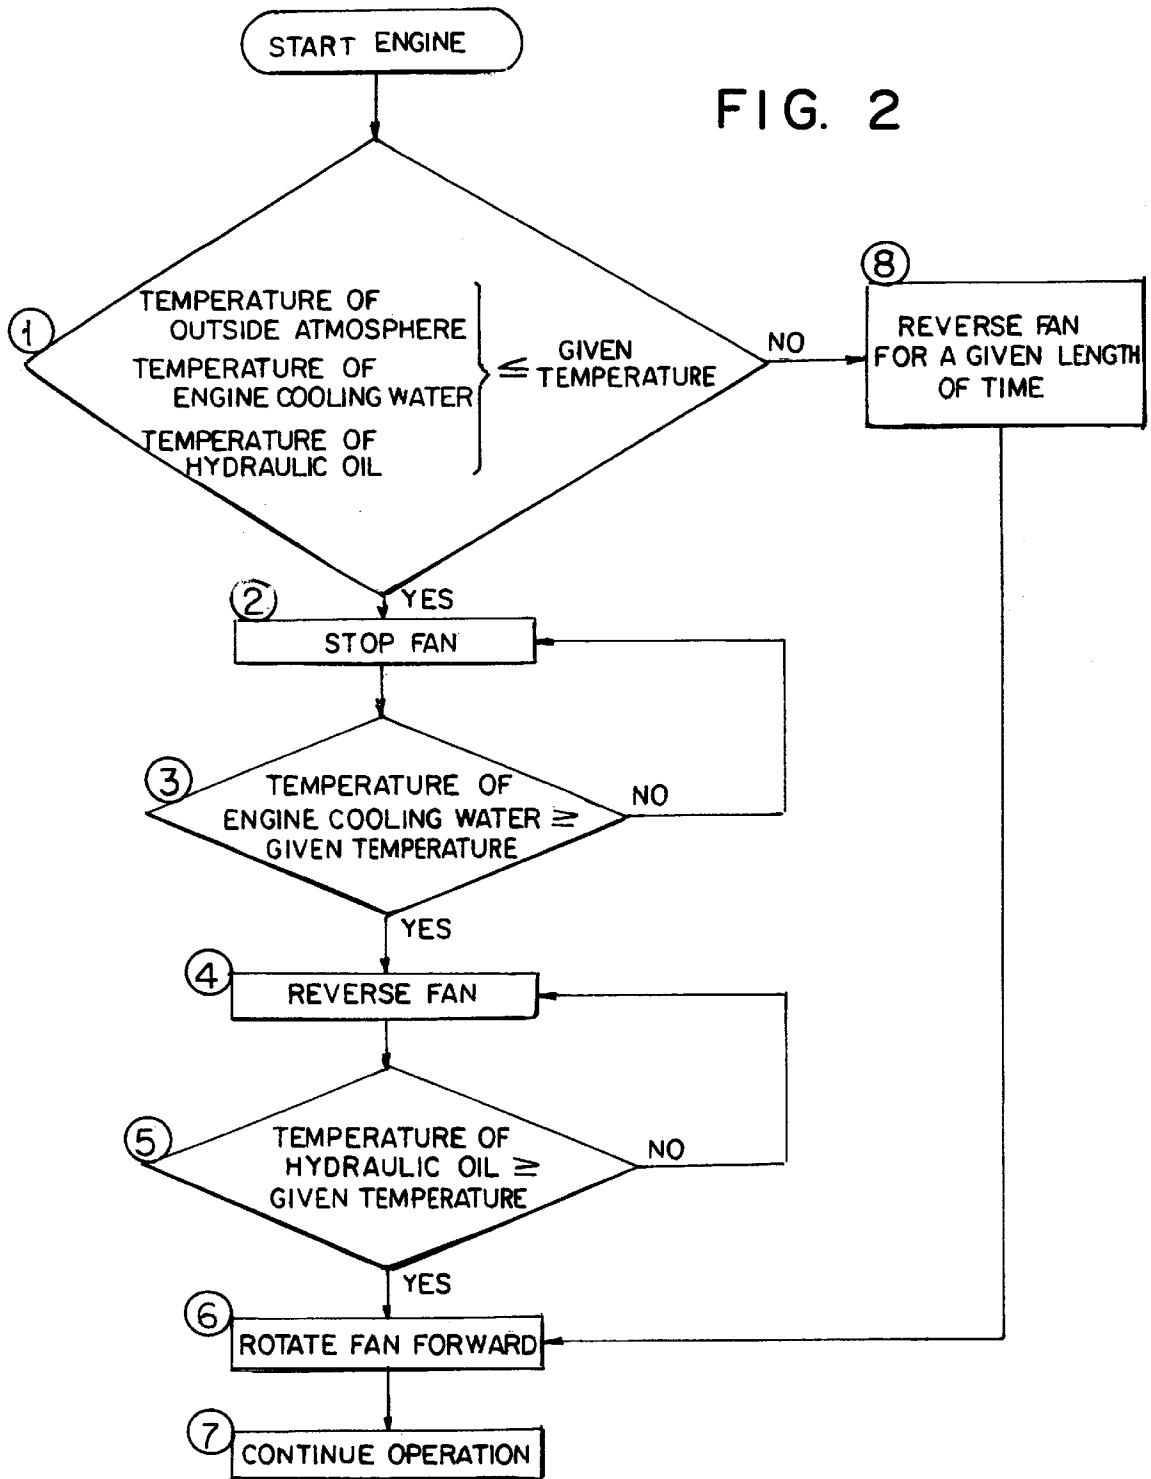 START ENGINE
FIG. 2
1
TEMPERATURE OF
OUTSIDE ATMOSPHERE
TEMPERATURE OF
ENGINE COOLING WATER
TEMPERATURE OF
HYDRAULIC OIL
≦ GIVEN
TEMPERATURE
NO
8
REVERSE FAN
FOR A GIVEN LENGTH
OF TIME
YES
2
STOP FAN
3
TEMPERATURE OF
ENGINE COOLING WATER ≧
GIVEN TEMPERATURE
NO
YES
4
REVERSE FAN
5
TEMPERATURE OF
HYDRAULIC OIL ≧
GIVEN TEMPERATURE
NO
YES
6
ROTATE FAN FORWARD
7
CONTINUE OPERATION